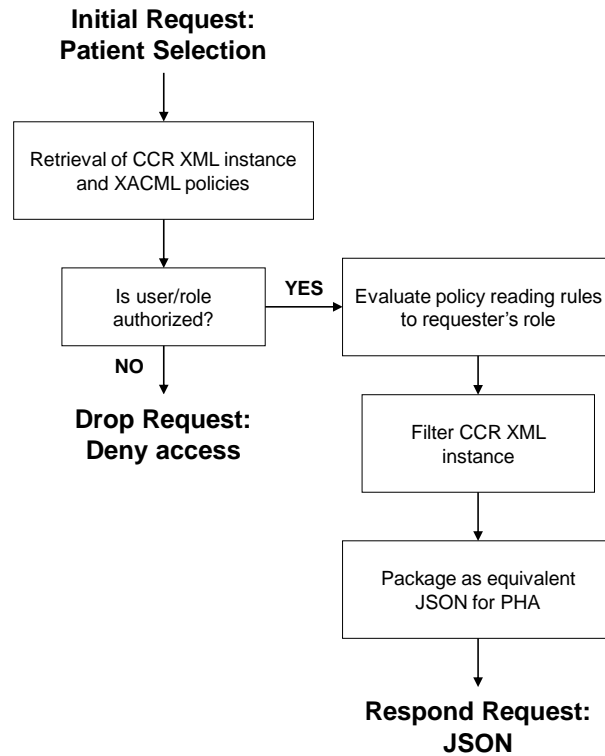 Initial Request:
Patient Selection
Retrieval of CCR XML instance
and XACML policies
Is user/role
authorized?
YES
Evaluate policy reading rules
to requester's role
NO
Drop Request:
Deny access
Filter CCR XML
instance
Package as equivalent
JSON for PHA
Respond Request:
JSON